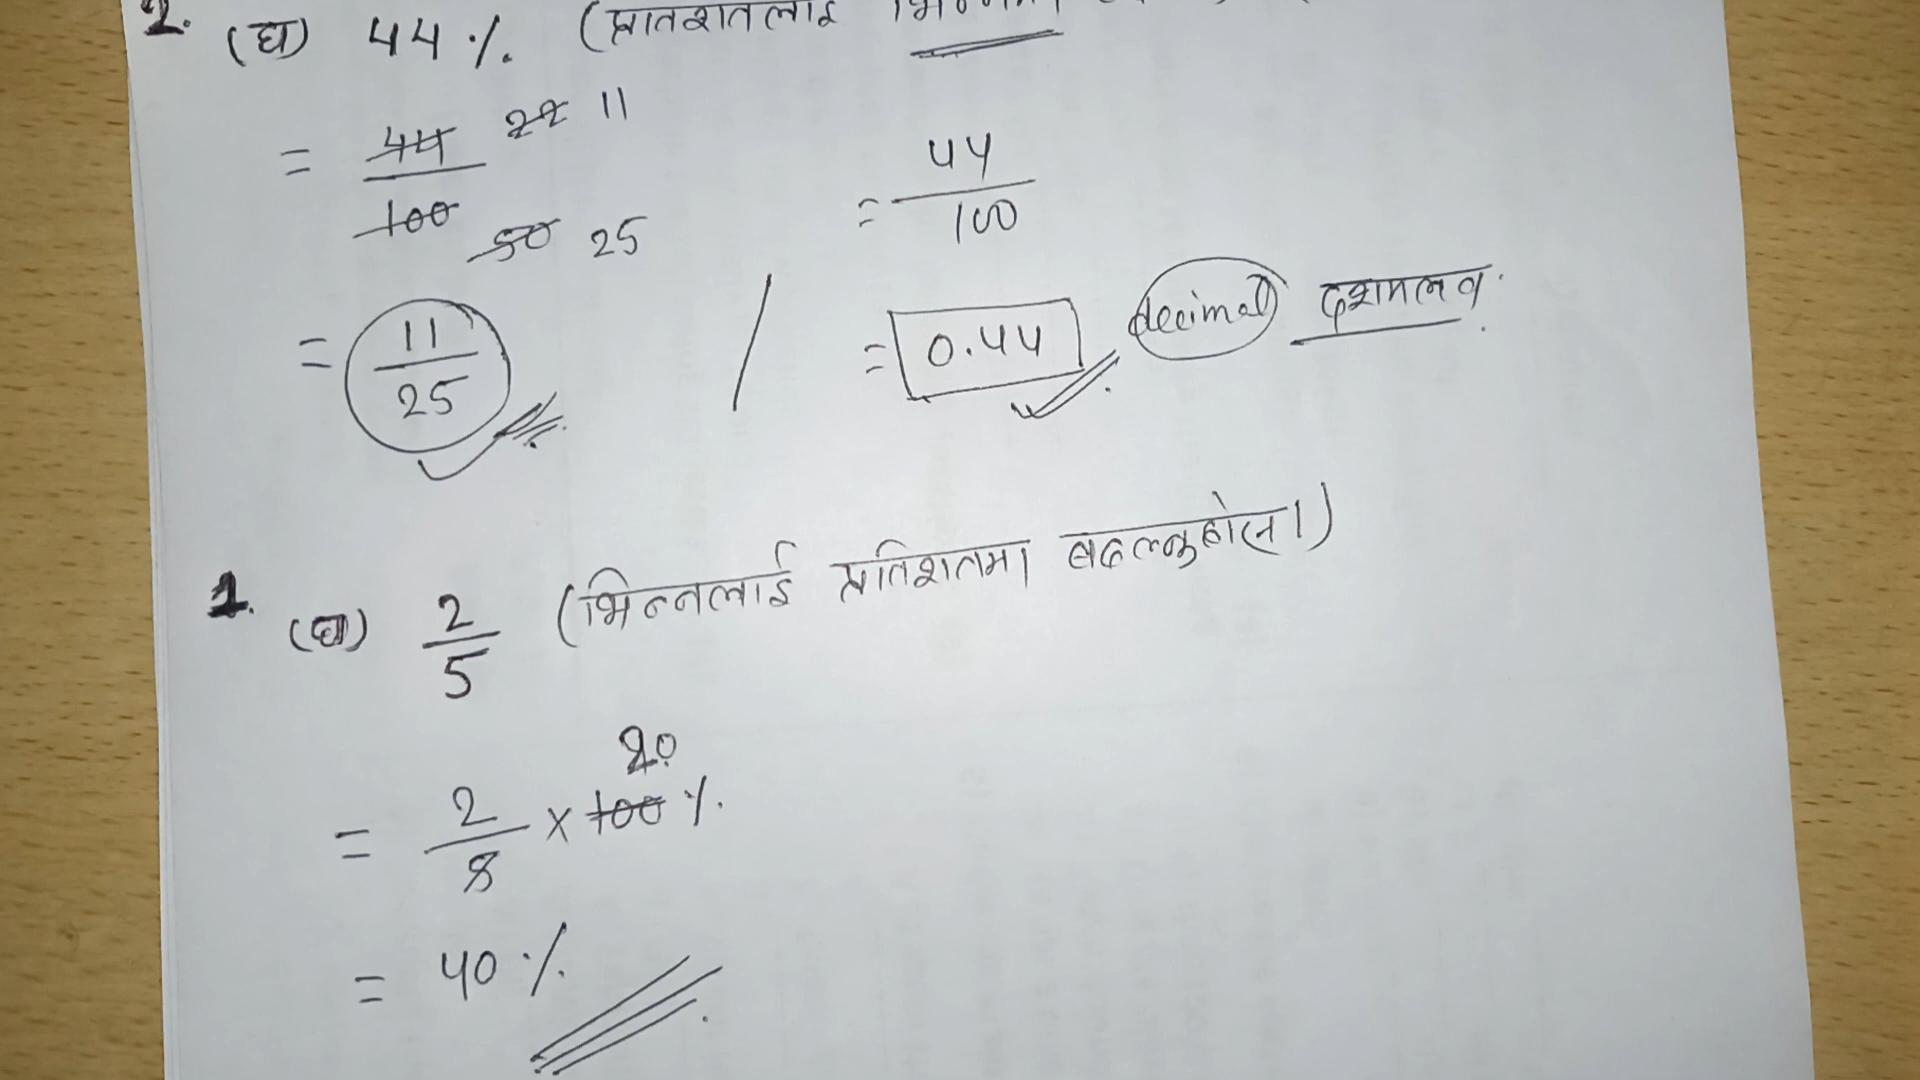 2. (घ) 44 % (प्रतिशतलाई
= 44/100 22 11 50 25
= 44/100
= 11/25
= 0.44 decimal दशमलव
1. (घ) 2/5 (भिन्नलाई प्रतिशतमा बदल्नुहोस् ।)
= 2/5 × 100 % 20
= 40 %